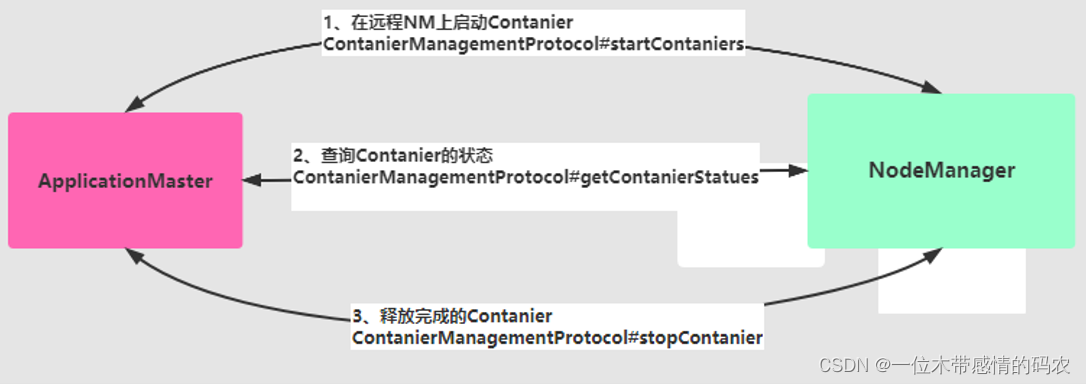 1、在远程NM上启动Contanier
ContanierManagementProtocol#startContaniers
ApplicationMaster
2、查询Contanier的状态
ContanierManagementProtocol#getContanierStatues
NodeManager
3、释放完成的Contanier
ContanierManagementProtocol#stopContanier
CSDN @一位木带感情的码农